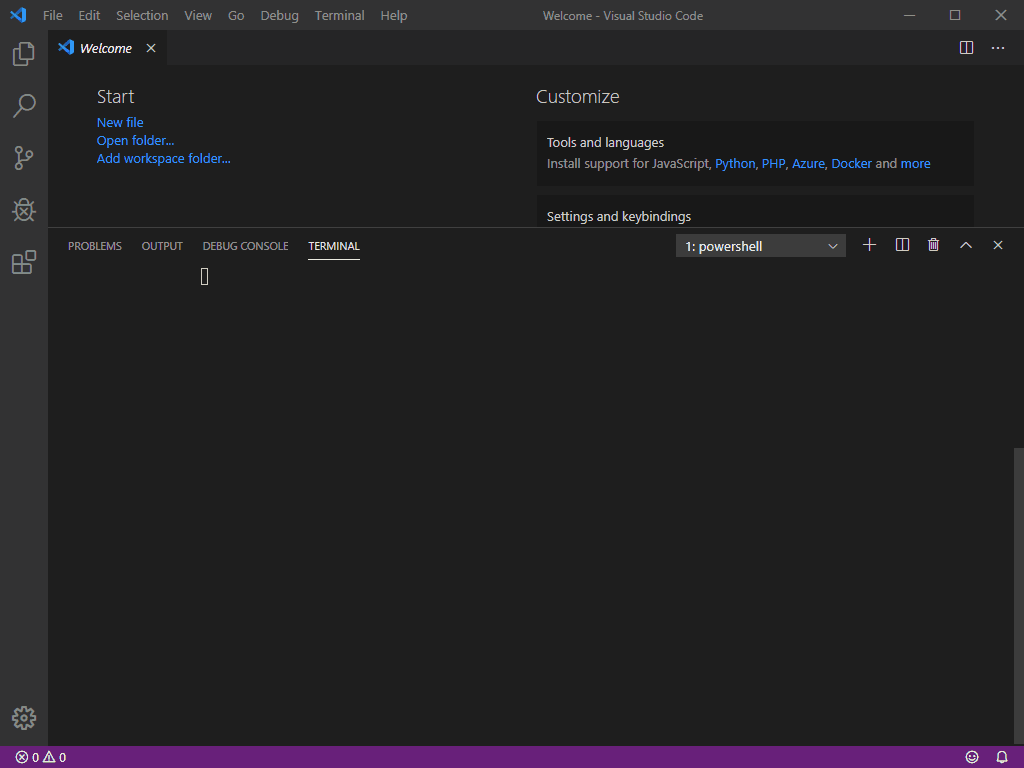 File Edit Selection View Go Debug Terminal Help Welcome - Visual Studio Code
Welcome
Start
New file
Open folder...
Add workspace folder...
Customize
Tools and languages
Install support for JavaScript, Python, PHP, Azure, Docker and more
Settings and keybindings
PROBLEMS OUTPUT DEBUG CONSOLE TERMINAL 1: powershell
0 0